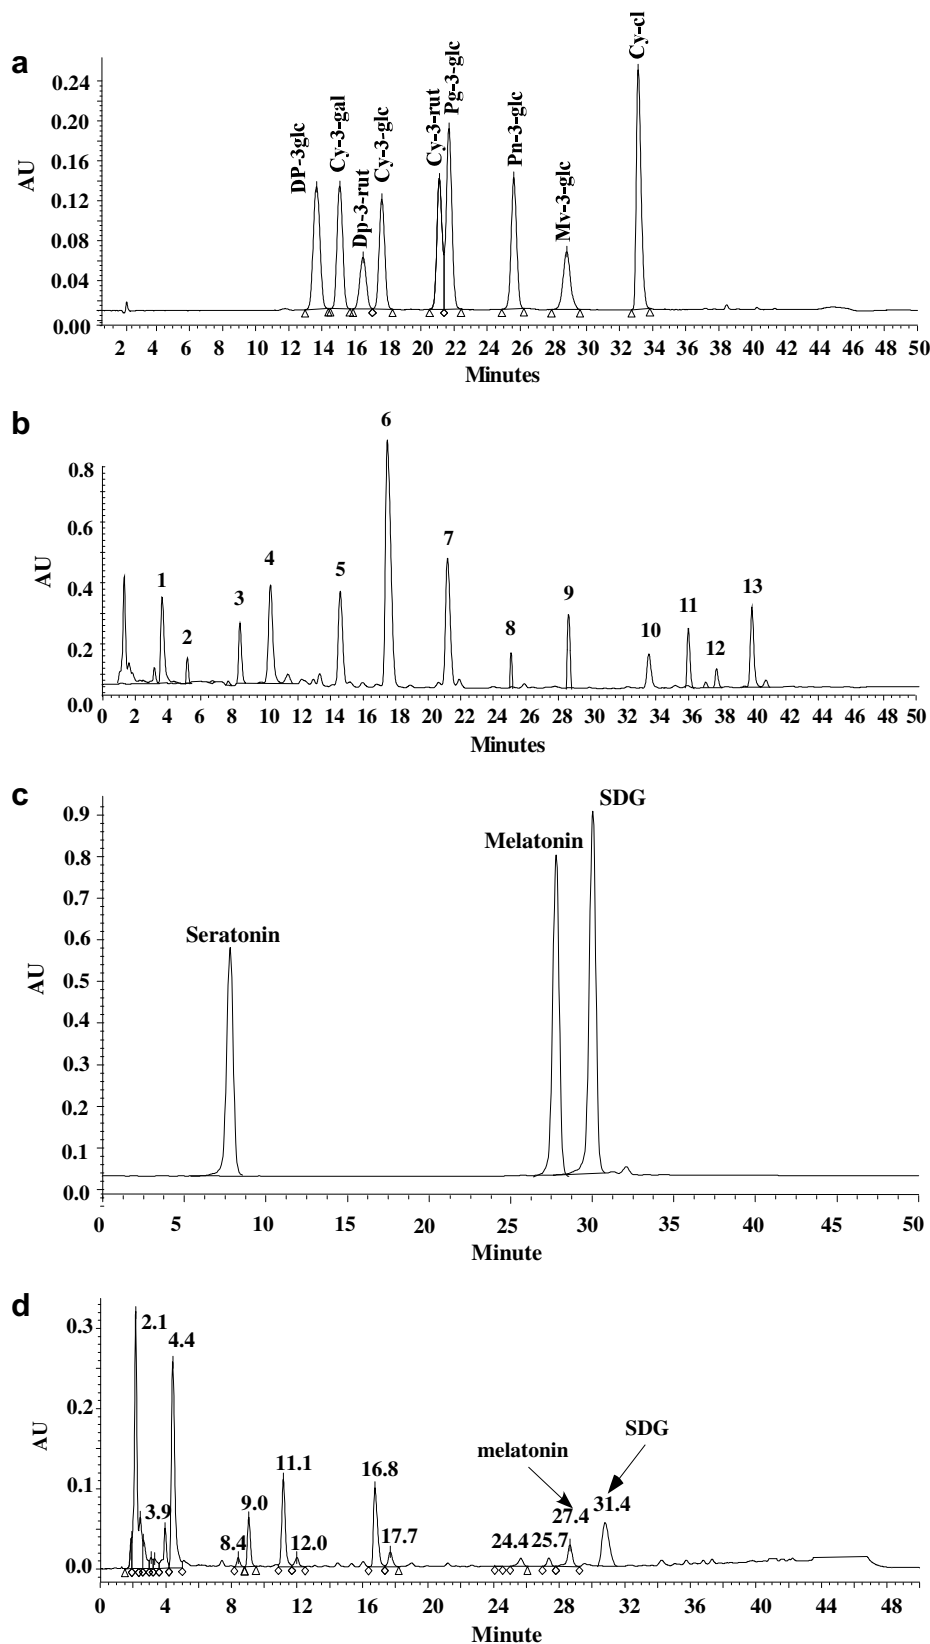 a
DP-3glc
Cy-3-gal
Dp-3-rut
Cy-3-glc
Cy-3-rut
Pg-3-glc
Pn-3-glc
Mv-3-glc
Cy-cl
AU
0.24
0.20
0.16
0.12
0.08
0.04
0.00
2 4 6 8 10 12 14 16 18 20 22 24 26 28 30 32 34 36 38 40 42 44 46 48 50
Minutes
b
AU
0.8
0.6
0.4
0.2
0.0
1 2 3 4 5 6 7 8 9 10 11 12 13
0 2 4 6 8 10 12 14 16 18 20 22 24 26 28 30 32 34 36 38 40 42 44 46 48 50
Minutes
c
AU
0.9
0.8
0.7
0.6
0.5
0.4
0.3
0.2
0.1
0.0
Seratonin
Melatonin
SDG
0 5 10 15 20 25 30 35 40 45 50
Minute
d
AU
0.3
0.2
0.1
0.0
2.1
4.4
3.9
8.4
9.0
11.1
12.0
16.8
17.7
24.4
25.7
melatonin
27.4
SDG
31.4
0 4 8 12 16 20 24 28 32 36 40 44 48
Minute